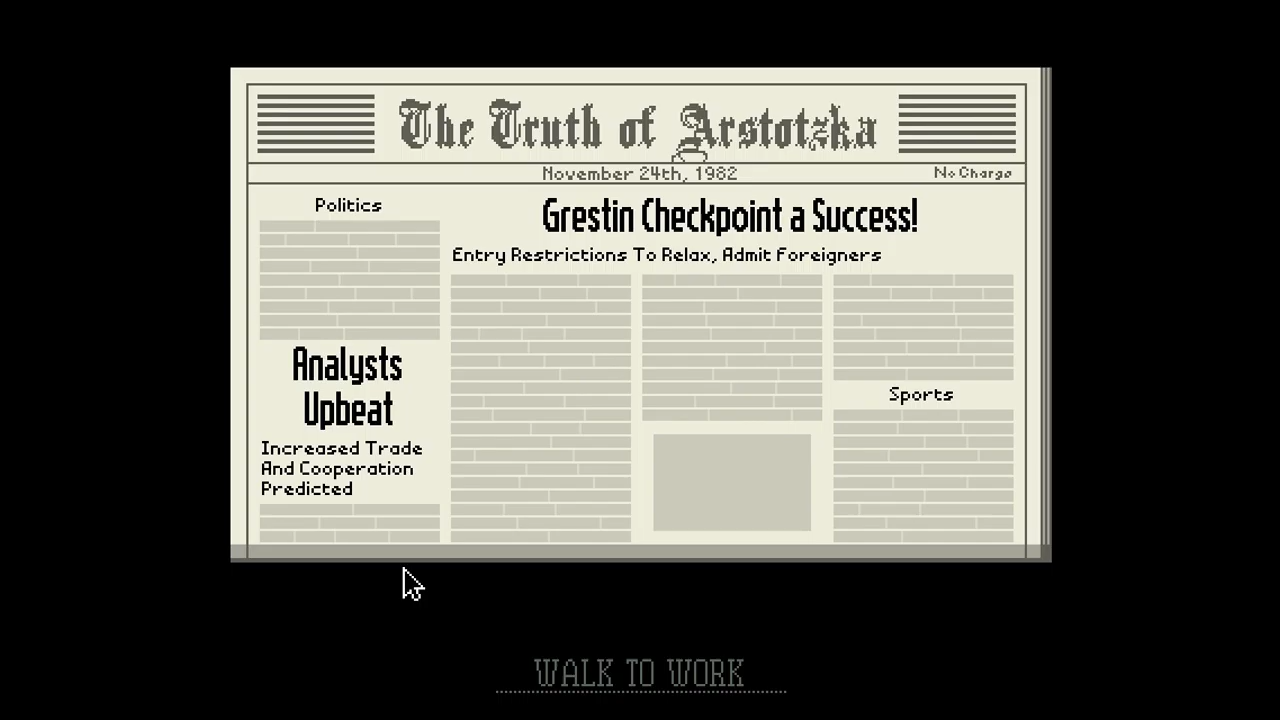 The Truth of Arstotzka
November 24th, 1982
No Charge
Politics
Analysts
Upbeat
Increased Trade
And Cooperation
Predicted
Grestin Checkpoint a Success!
Entry Restrictions To Relax, Admit Foreigners
Sports
WALK TO WORK